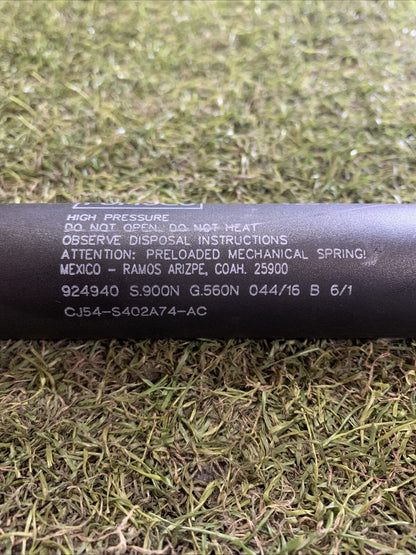 HIGH PRESSURE
DO NOT OPEN, DO NOT HEAT
OBSERVE DISPOSAL INSTRUCTIONS
ATTENTION: PRELOADED MECHANICAL SPRING!
MEXICO - RAMOS ARIZPE, COAH. 25900
924940 S.900N G.560N 044/16 B 6/1
CJ54-S402A74-AC